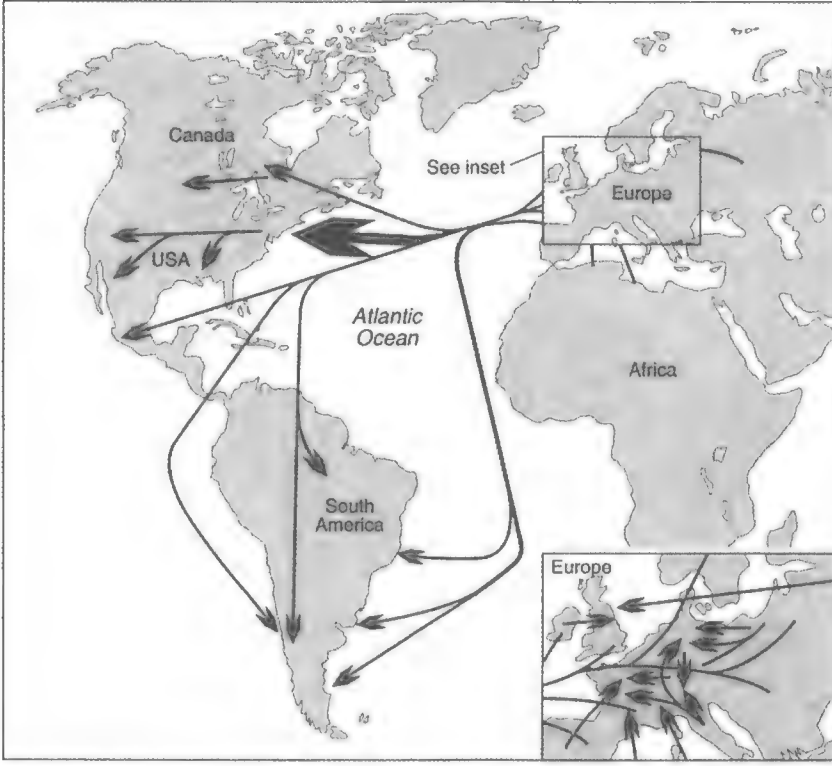 Canada
See inset
Europe
USA
Atlantic
Ocean
Africa
South
America
Europe